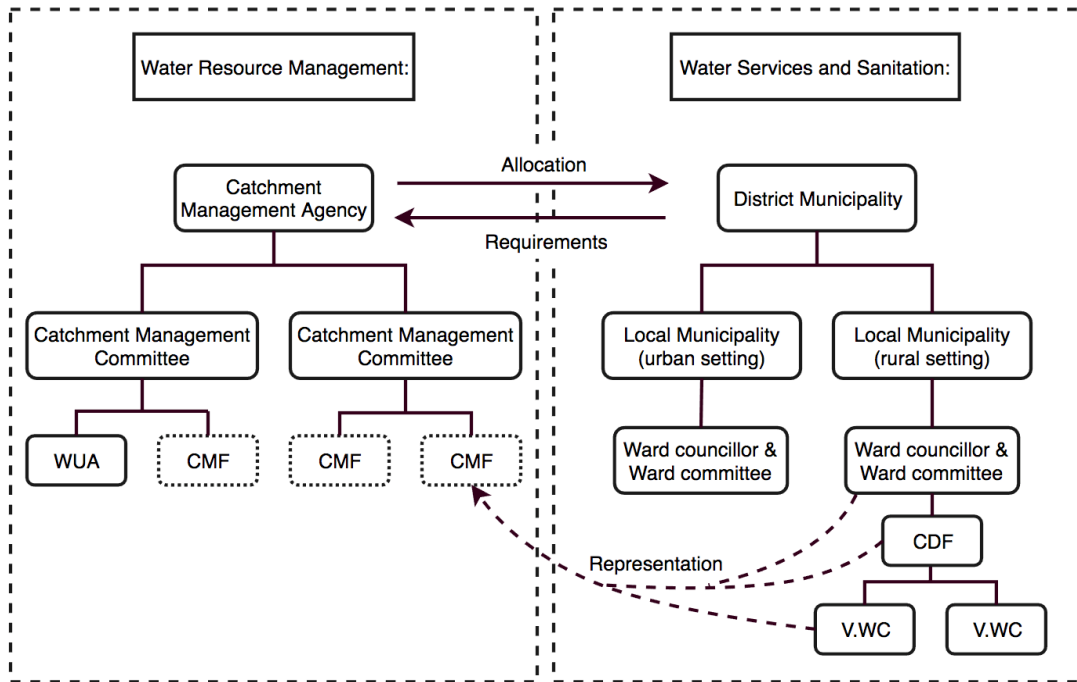 Water Resource Management:
Water Services and Sanitation:
Allocation
Catchment
Management Agency
District Municipality
Requirements
Catchment Management
Committee
Catchment Management
Committee
Local Municipality
(urban setting)
Local Municipality
(rural setting)
WUA
CMF
CMF
CMF
Ward councillor &
Ward committee
Ward councillor &
Ward committee
CDF
Representation
V.WC
V.WC